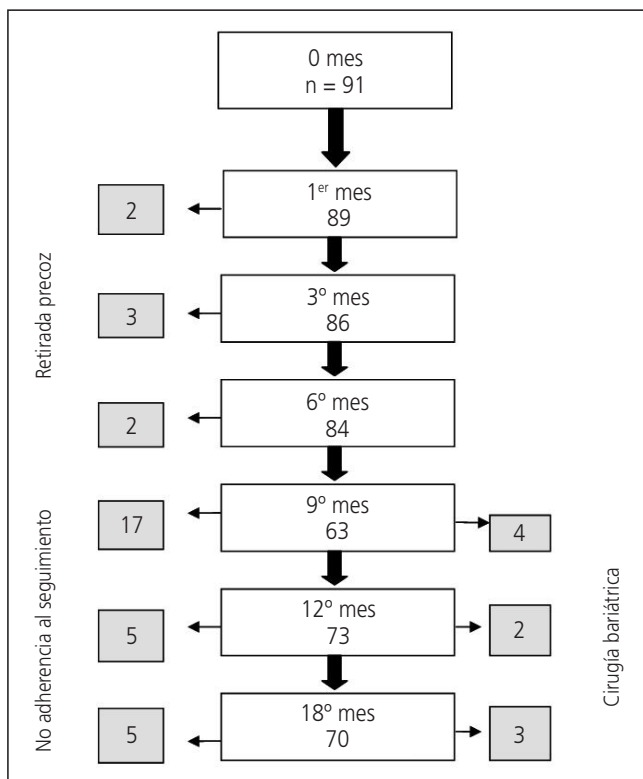 0 mes
n = 91
1er mes
89
2
3º mes
86
3
Retirada precoz
6º mes
84
2
9º mes
63
17
4
No adherencia al seguimiento
12º mes
73
5
2
Cirugía bariátrica
18º mes
70
5
3